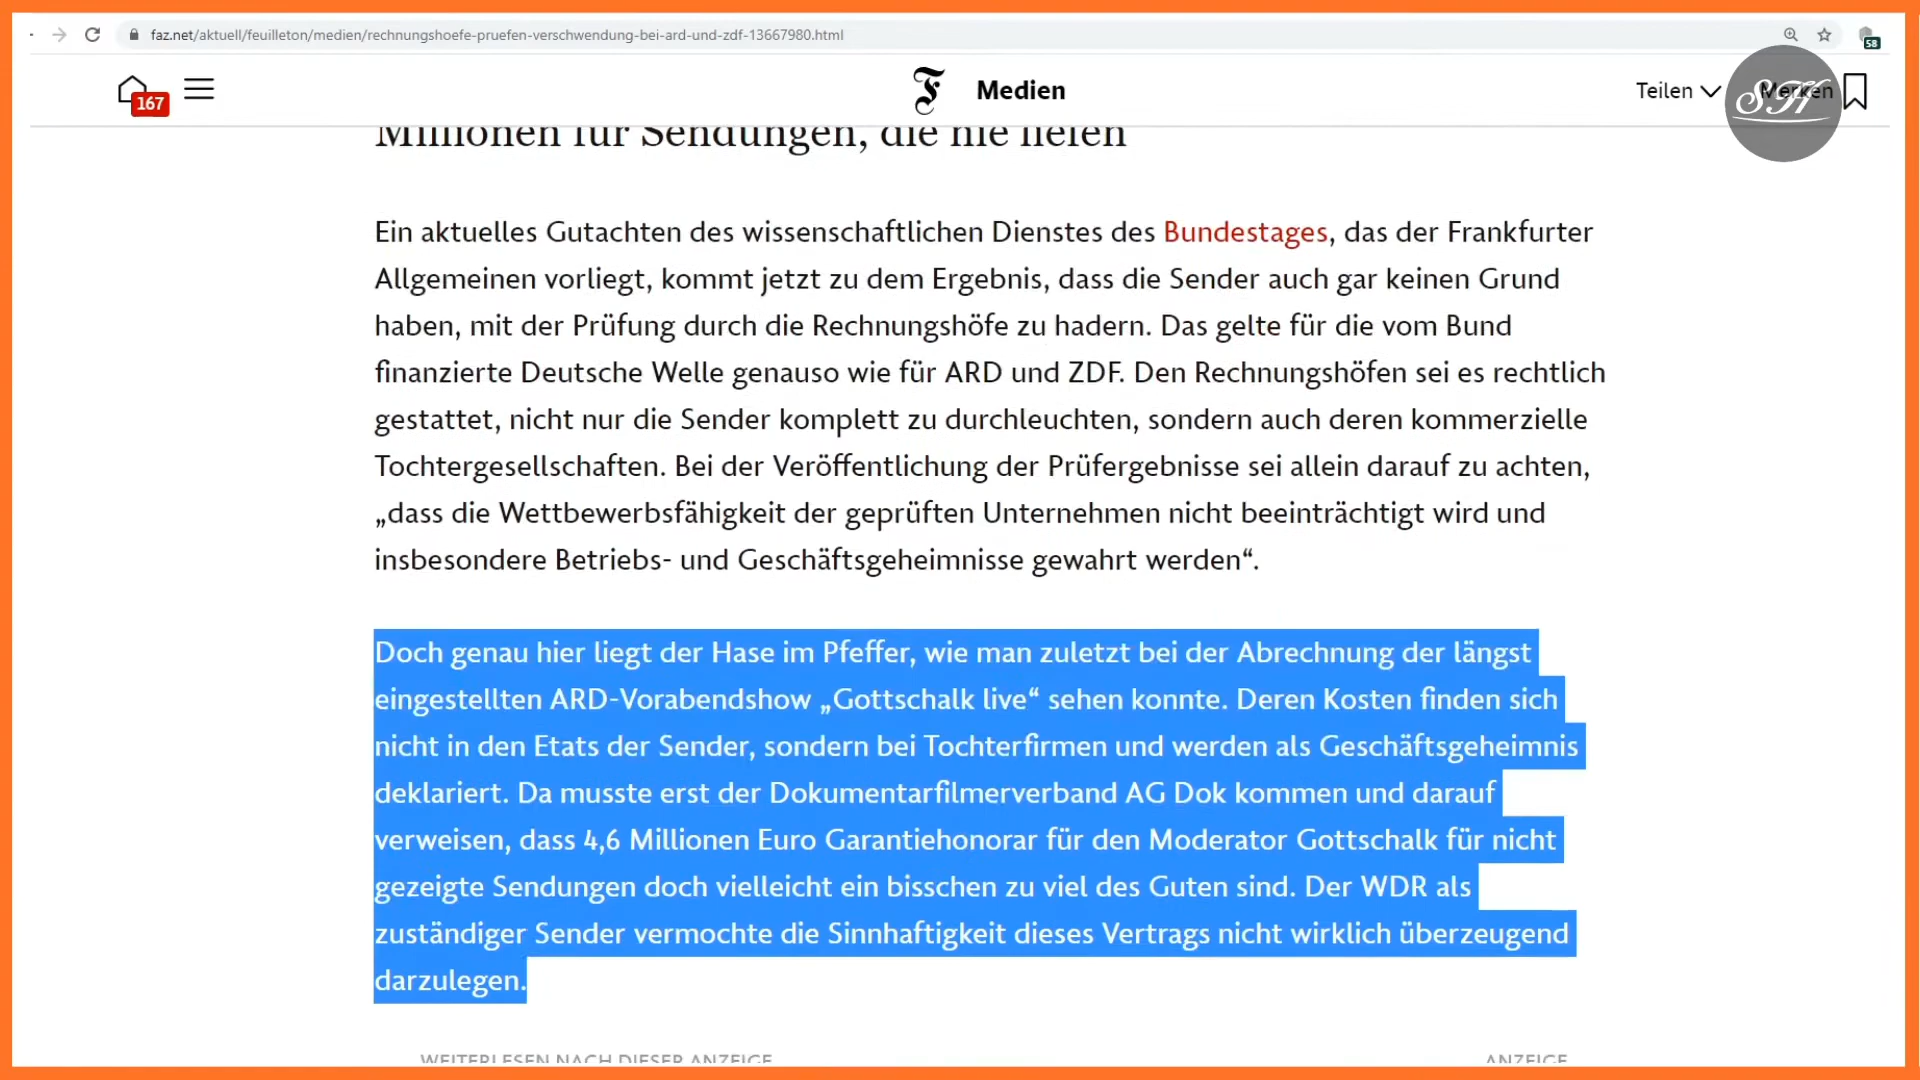 faz.net/aktuell/feuilleton/medien/rechnungshoefe-pruefen-verschwendung-bei-ard-und-zdf-13667980.html
58
167
Medien
Teilen
Merken
SH
Millionen für Sendungen, die nie liefen
Ein aktuelles Gutachten des wissenschaftlichen Dienstes des Bundestages, das der Frankfurter
Allgemeinen vorliegt, kommt jetzt zu dem Ergebnis, dass die Sender auch gar keinen Grund
haben, mit der Prüfung durch die Rechnungshöfe zu hadern. Das gelte für die vom Bund
finanzierte Deutsche Welle genauso wie für ARD und ZDF. Den Rechnungshöfen sei es rechtlich
gestattet, nicht nur die Sender komplett zu durchleuchten, sondern auch deren kommerzielle
Tochtergesellschaften. Bei der Veröffentlichung der Prüfergebnisse sei allein darauf zu achten,
„dass die Wettbewerbsfähigkeit der geprüften Unternehmen nicht beeinträchtigt wird und
insbesondere Betriebs- und Geschäftsgeheimnisse gewahrt werden“.
Doch genau hier liegt der Hase im Pfeffer, wie man zuletzt bei der Abrechnung der längst
eingestellten ARD-Vorabendshow „Gottschalk live“ sehen konnte. Deren Kosten finden sich
nicht in den Etats der Sender, sondern bei Tochterfirmen und werden als Geschäftsgeheimnis
deklariert. Da musste erst der Dokumentarfilmerverband AG Dok kommen und darauf
verweisen, dass 4,6 Millionen Euro Garantiehonorar für den Moderator Gottschalk für nicht
gezeigte Sendungen doch vielleicht ein bisschen zu viel des Guten sind. Der WDR als
zuständiger Sender vermochte die Sinnhaftigkeit dieses Vertrags nicht wirklich überzeugend
darzulegen.
WEITERLESEN NACH DIESER ANZEIGE
ANZEIGE